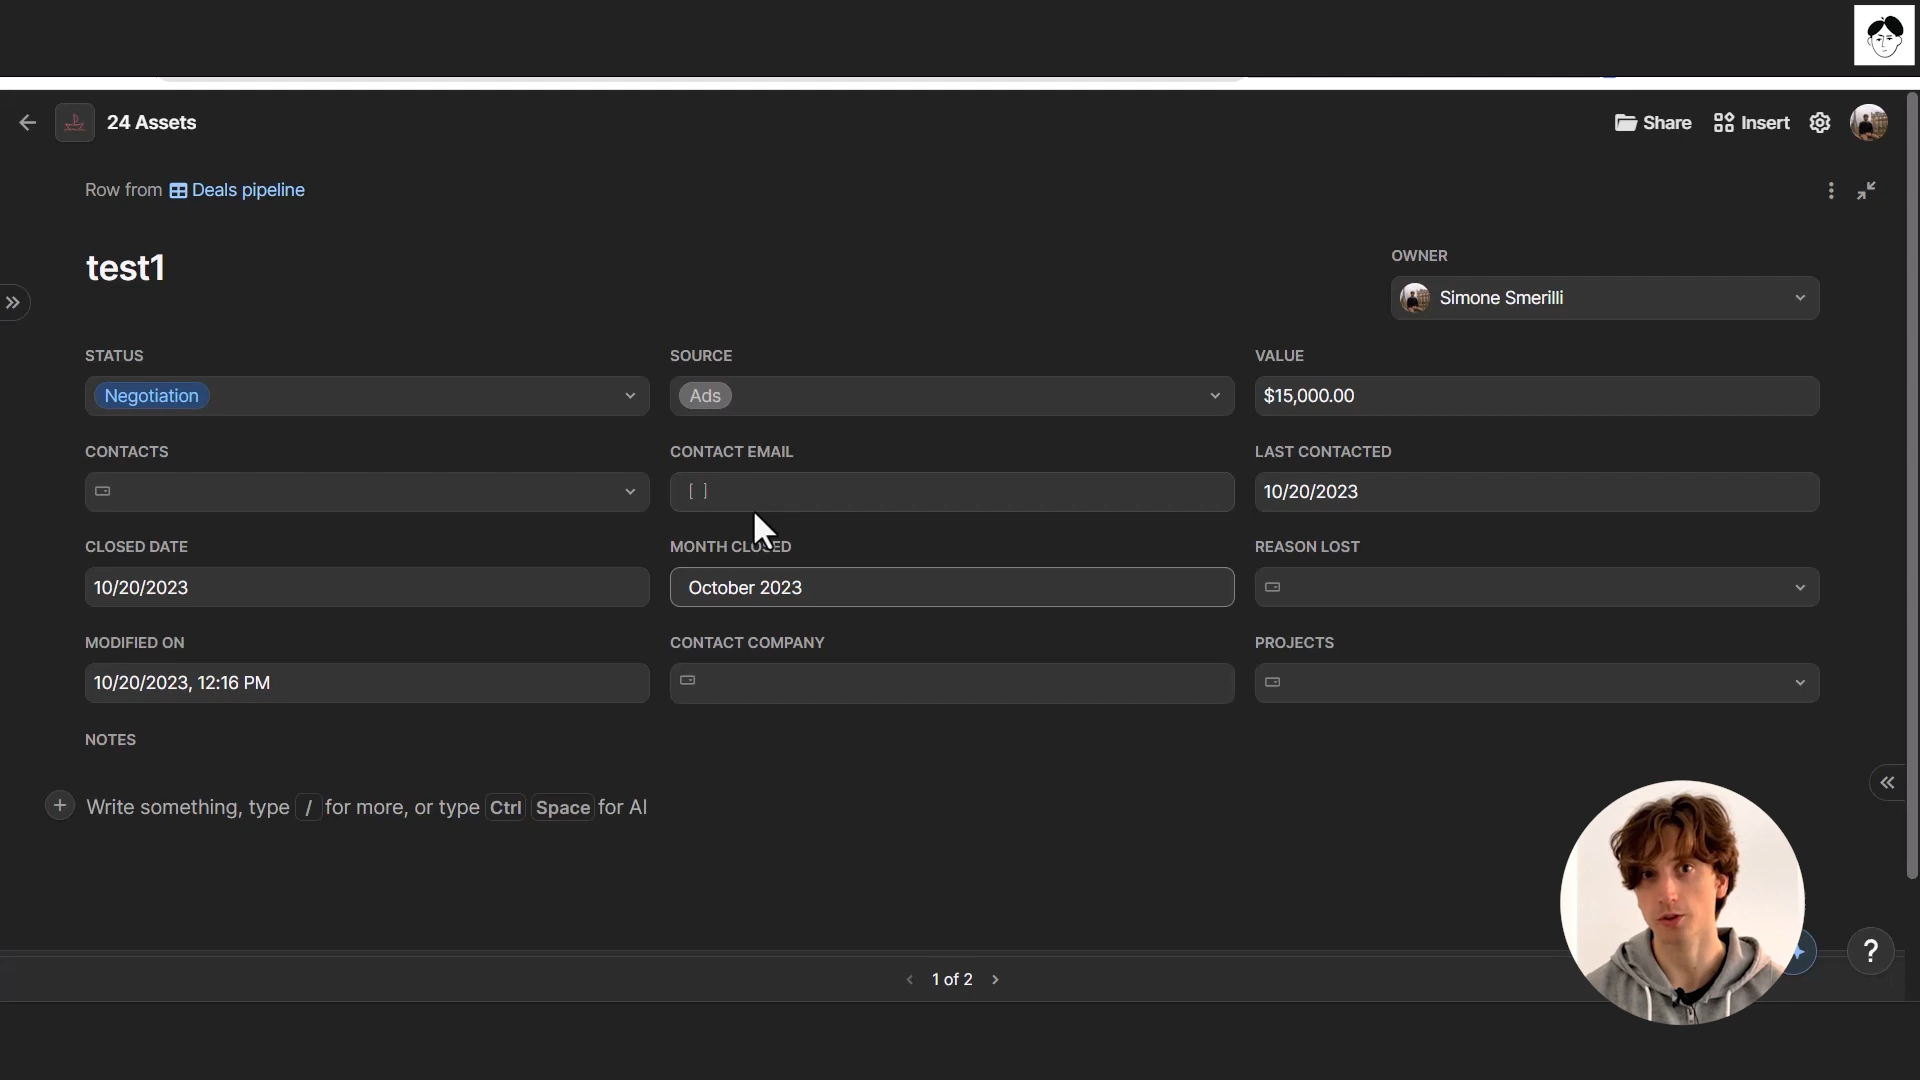 24 Assets
Share
Insert
Row from Deals pipeline
test1
OWNER
Simone Smerilli
STATUS
SOURCE
VALUE
Negotiation
Ads
$15,000.00
CONTACTS
CONTACT EMAIL
LAST CONTACTED
[ ]
10/20/2023
CLOSED DATE
MONTH CLOSED
REASON LOST
10/20/2023
October 2023
MODIFIED ON
CONTACT COMPANY
PROJECTS
10/20/2023, 12:16 PM
NOTES
+ Write something, type / for more, or type Ctrl Space for AI
?
< 1 of 2 >